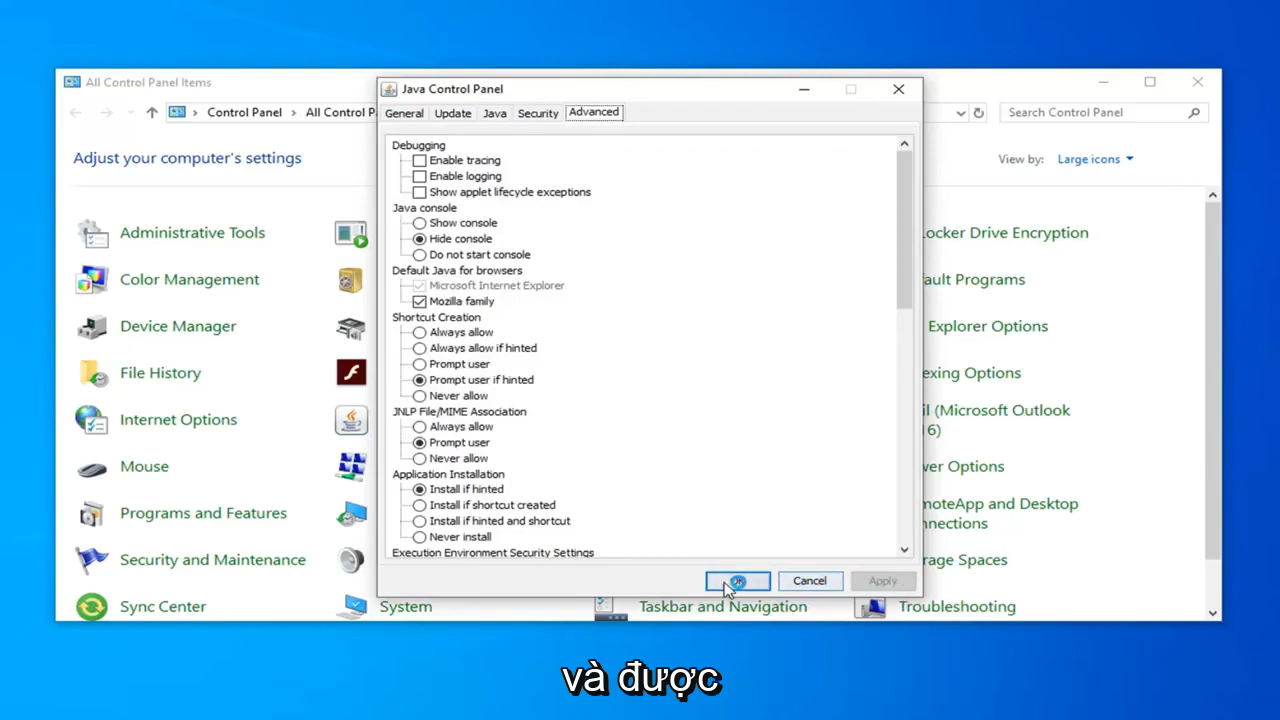 All Control Panel Items
Control Panel
All Control P
Search Control Panel
Adjust your computer's settings
View by:
Large icons
Administrative Tools
Color Management
Device Manager
File History
Internet Options
Mouse
Programs and Features
Security and Maintenance
Sync Center
System
Taskbar and Navigation
Troubleshooting
Locker Drive Encryption
fault Programs
Explorer Options
exing Options
il (Microsoft Outlook
6)
wer Options
moteApp and Desktop
nnections
orage Spaces
Java Control Panel
General
Update
Java
Security
Advanced
Debugging
Enable tracing
Enable logging
Show applet lifecycle exceptions
Java console
Show console
Hide console
Do not start console
Default Java for browsers
Microsoft Internet Explorer
Mozilla family
Shortcut Creation
Always allow
Always allow if hinted
Prompt user
Prompt user if hinted
Never allow
JNLP File/MIME Association
Always allow
Prompt user
Never allow
Application Installation
Install if hinted
Install if shortcut created
Install if hinted and shortcut
Never install
Execution Environment Security Settings
Cancel
Apply
và được